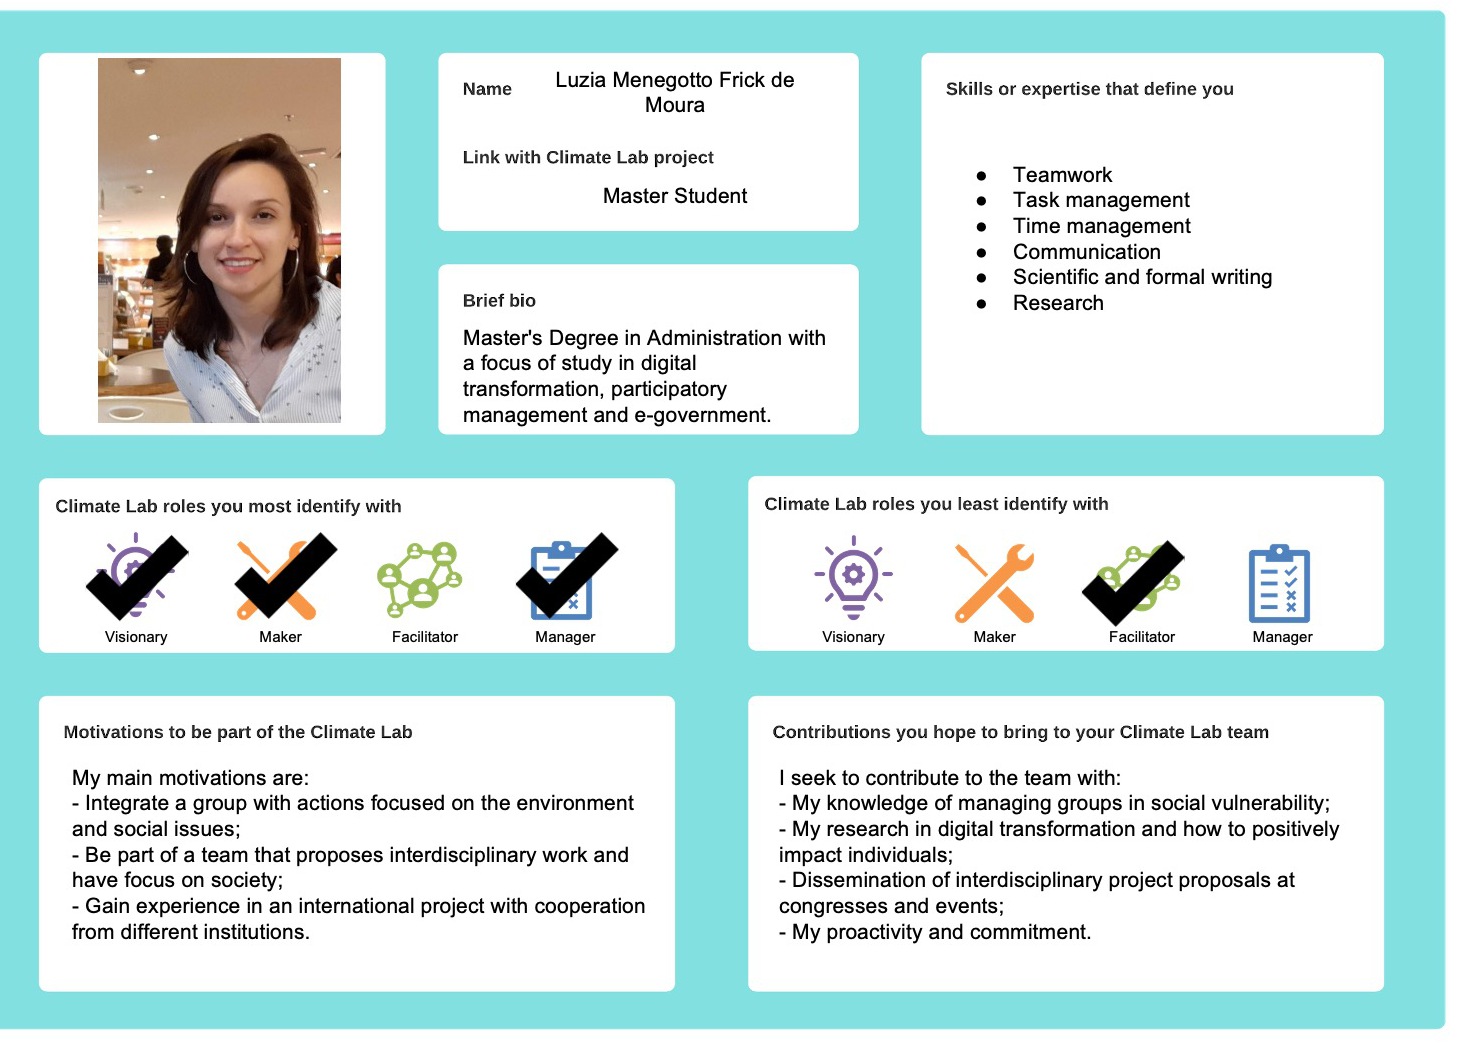 Name
Luzia Menegotto Frick de
Moura
Link with Climate Lab project
Master Student
Brief bio
Master's Degree in Administration with
a focus of study in digital
transformation, participatory
management and e-government.
Skills or expertise that define you
● Teamwork
● Task management
● Time management
● Communication
● Scientific and formal writing
● Research
Climate Lab roles you most identify with
Visionary
Maker
Facilitator
Manager
Climate Lab roles you least identify with
Visionary
Maker
Facilitator
Manager
Motivations to be part of the Climate Lab
My main motivations are:
- Integrate a group with actions focused on the environment
and social issues;
- Be part of a team that proposes interdisciplinary work and
have focus on society;
- Gain experience in an international project with cooperation
from different institutions.
Contributions you hope to bring to your Climate Lab team
I seek to contribute to the team with:
- My knowledge of managing groups in social vulnerability;
- My research in digital transformation and how to positively
impact individuals;
- Dissemination of interdisciplinary project proposals at
congresses and events;
- My proactivity and commitment.